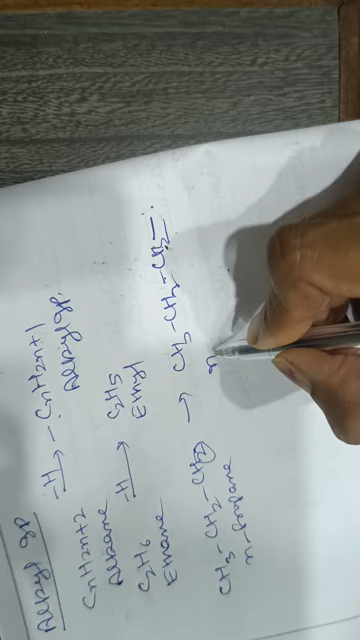 Alkyl gp
CnH2n+2 -H→ - CnH2n+1
Alkane Alkyl gp.
C2H6 -H→ C2H5
Ethane Ethyl
CH3-CH2-CH3 → CH3-CH2-CH2-.
n-propane n